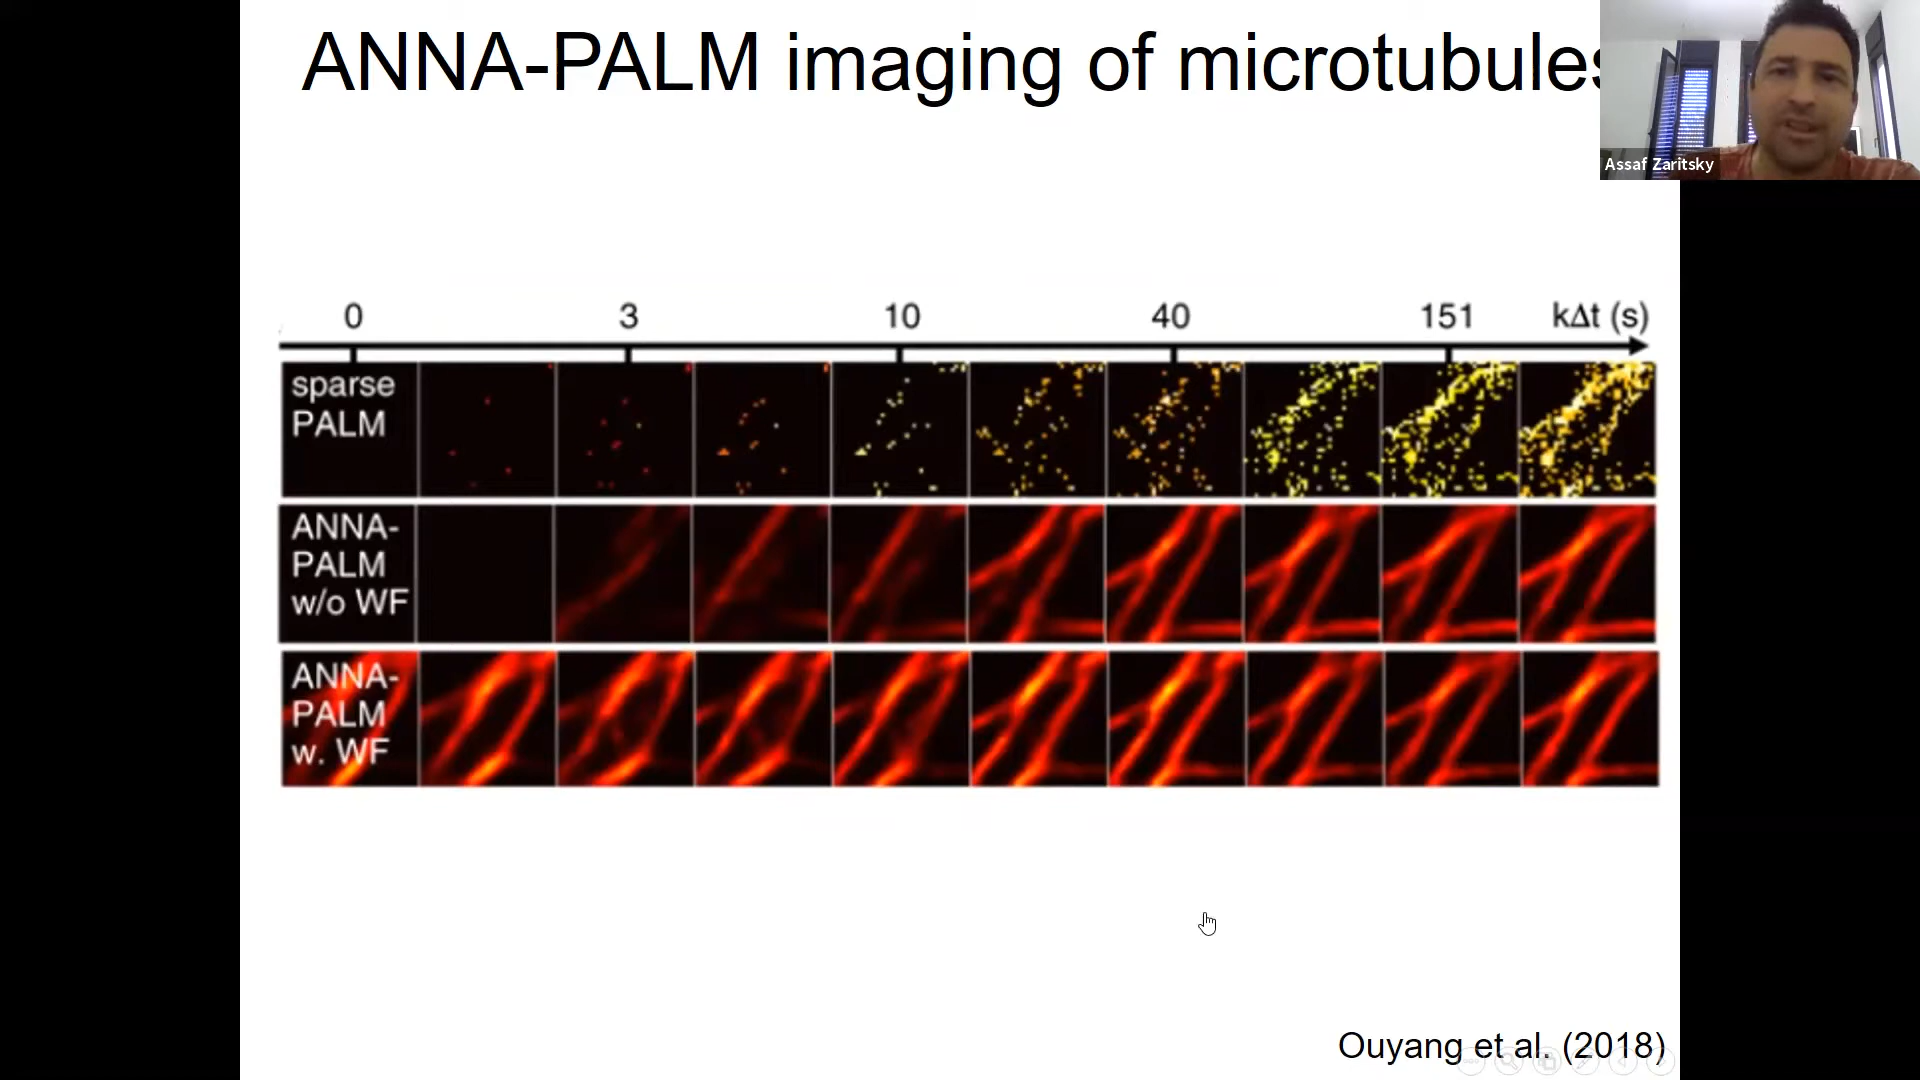 ANNA-PALM imaging of microtubules
Assaf Zaritsky
0 3 10 40 151 kΔt (s)
sparse
PALM
ANNA-
PALM
w/o WF
ANNA-
PALM
w. WF
Ouyang et al. (2018)